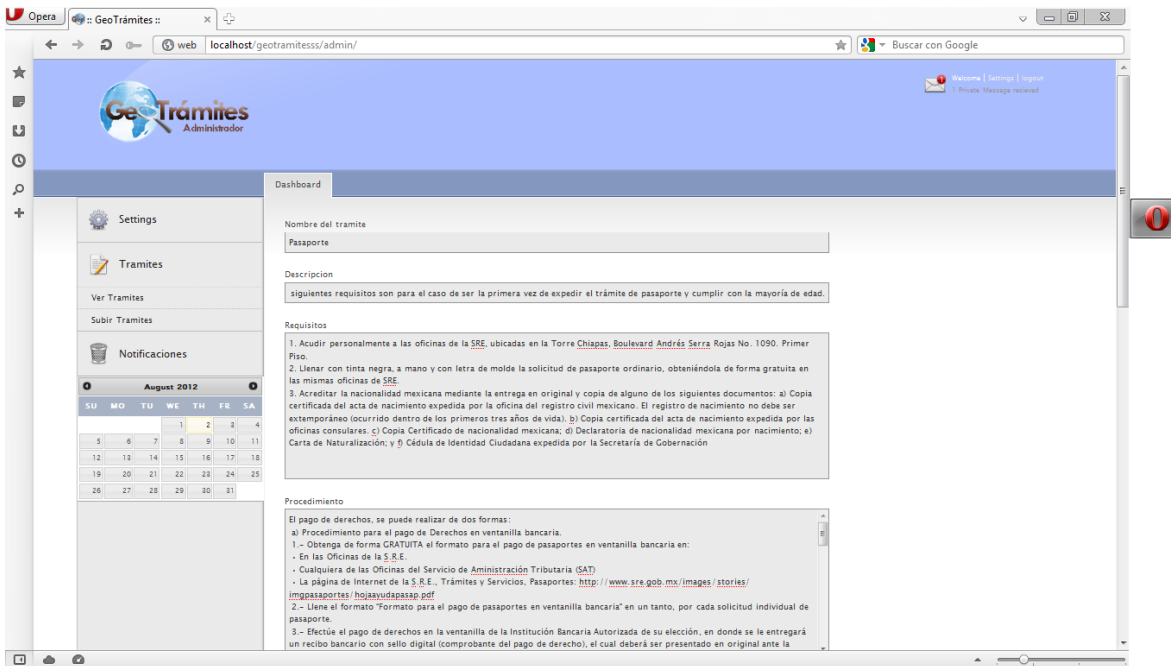 Opera
:: GeoTrámites ::
web
localhost/geotramitesss/admin/
Buscar con Google
GeoTrámites
Administrador
Welcome | Settings | logout
1 Private Message recieved
Dashboard
Settings
Tramites
Ver Tramites
Subir Tramites
Notificaciones
August 2012
SU MO TU WE TH FR SA
1 2 3 4
5 6 7 8 9 10 11
12 13 14 15 16 17 18
19 20 21 22 23 24 25
26 27 28 29 30 31
Nombre del tramite
Pasaporte
Descripcion
siguientes requisitos son para el caso de ser la primera vez de expedir el trámite de pasaporte y cumplir con la mayoría de edad.
Requisitos
1. Acudir personalmente a las oficinas de la SRE, ubicadas en la Torre Chiapas, Boulevard Andrés Serra Rojas No. 1090. Primer
Piso.
2. Llenar con tinta negra, a mano y con letra de molde la solicitud de pasaporte ordinario, obteniéndola de forma gratuita en
las mismas oficinas de SRE.
3. Acreditar la nacionalidad mexicana mediante la entrega en original y copia de alguno de los siguientes documentos: a) Copia
certificada del acta de nacimiento expedida por la oficina del registro civil mexicano. El registro de nacimiento no debe ser
extemporáneo (ocurrido dentro de los primeros tres años de vida). b) Copia certificada del acta de nacimiento expedida por las
oficinas consulares. c) Copia Certificado de nacionalidad mexicana; d) Declaratoria de nacionalidad mexicana por nacimiento; e)
Carta de Naturalización; y f) Cédula de Identidad Ciudadana expedida por la Secretaría de Gobernación
Procedimiento
El pago de derechos, se puede realizar de dos formas:
a) Procedimiento para el pago de Derechos en ventanilla bancaria.
1.- Obtenga de forma GRATUITA el formato para el pago de pasaportes en ventanilla bancaria en:
• En las Oficinas de la S.R.E.
• Cualquiera de las Oficinas del Servicio de Aministración Tributaria (SAT)
• La página de Internet de la S.R.E., Trámites y Servicios, Pasaportes: http://www.sre.gob.mx/images/stories/
imgpasaportes/hojaayudapasap.pdf
2.- Llene el formato "Formato para el pago de pasaportes en ventanilla bancaria" en un tanto, por cada solicitud individual de
pasaporte.
3.- Efectúe el pago de derechos en la ventanilla de la Institución Bancaria Autorizada de su elección, en donde se le entregará
un recibo bancario con sello digital (comprobante del pago de derecho), el cual deberá ser presentado en original ante la